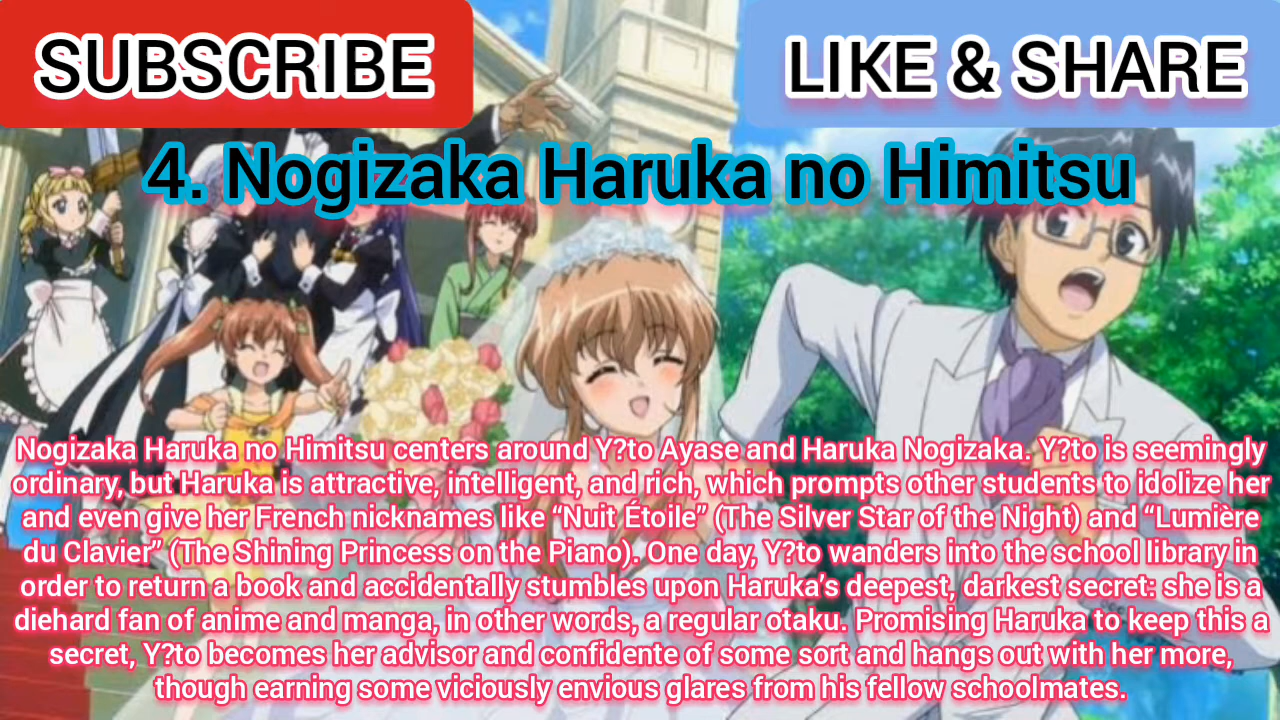 SUBSCRIBE
LIKE & SHARE
4. Nogizaka Haruka no Himitsu
Nogizaka Haruka no Himitsu centers around Y?to Ayase and Haruka Nogizaka. Y?to is seemingly
ordinary, but Haruka is attractive, intelligent, and rich, which prompts other students to idolize her
and even give her French nicknames like “Nuit Étoile” (The Silver Star of the Night) and “Lumière
du Clavier” (The Shining Princess on the Piano). One day, Y?to wanders into the school library in
order to return a book and accidentally stumbles upon Haruka’s deepest, darkest secret: she is a
diehard fan of anime and manga, in other words, a regular otaku. Promising Haruka to keep this a
secret, Y?to becomes her advisor and confidente of some sort and hangs out with her more,
though earning some viciously envious glares from his fellow schoolmates.